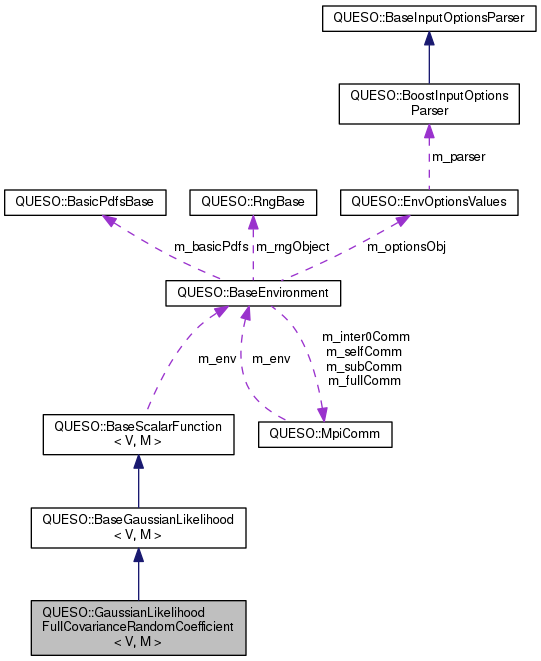 QUESO::BaseInputOptionsParser
QUESO::BoostInputOptions
Parser
m_parser
QUESO::BasicPdfsBase
QUESO::RngBase
QUESO::EnvOptionsValues
m_basicPdfs
m_rngObject
m_optionsObj
QUESO::BaseEnvironment
m_env
m_env
m_inter0Comm
m_selfComm
m_subComm
m_fullComm
QUESO::BaseScalarFunction
< V, M >
QUESO::MpiComm
QUESO::BaseGaussianLikelihood
< V, M >
QUESO::GaussianLikelihood
FullCovarianceRandomCoefficient
< V, M >